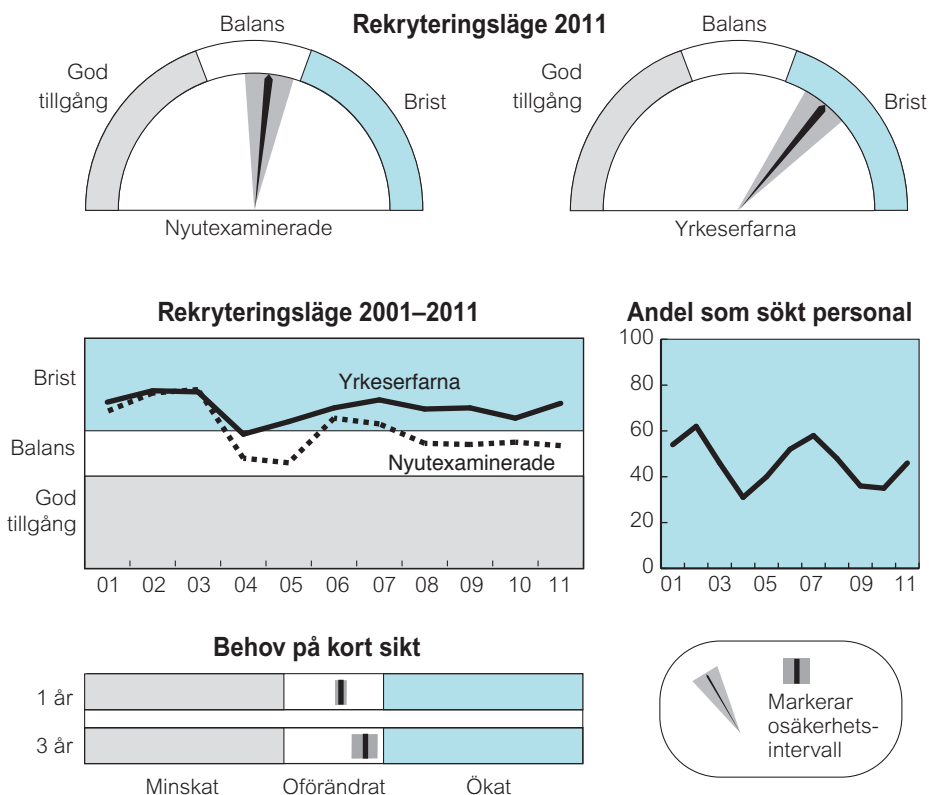 Rekryteringsläge 2011
Balans
God
tillgång
Brist
Nyutexaminerade
Balans
God
tillgång
Brist
Yrkeserfarna
Rekryteringsläge 2001–2011
Brist
Balans
God
tillgång
Yrkeserfarna
Nyutexaminerade
01 02 03 04 05 06 07 08 09 10 11
Andel som sökt personal
100
80
60
40
20
0
01 03 05 07 09 11
Behov på kort sikt
1 år
3 år
Minskat Oförändrat Ökat
Markerar
osäkerhets-
intervall